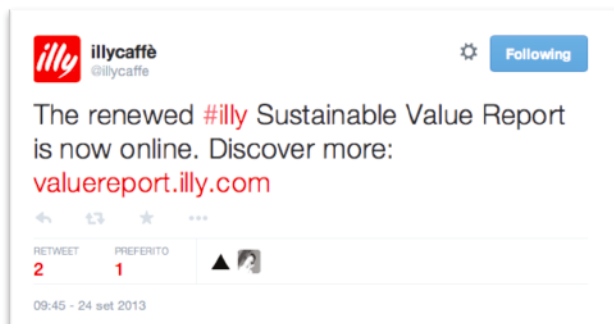 illy
illycaffè
@illycaffe
Following
The renewed #illy Sustainable Value Report
is now online. Discover more:
valuereport.illy.com
RETWEET PREFERITO
2 1
09:45 - 24 set 2013